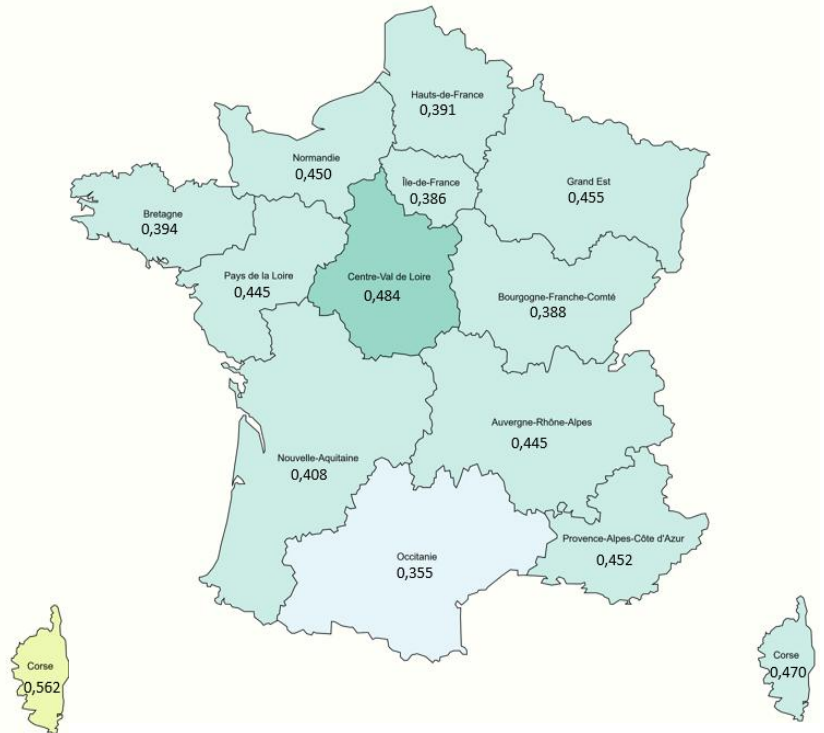 Hauts-de-France
0,391
Normandie
0,450
Île-de-France
0,386
Grand Est
0,455
Bretagne
0,394
Pays de la Loire
0,445
Centre-Val de Loire
0,484
Bourgogne-Franche-Comté
0,388
Auvergne-Rhône-Alpes
0,445
Nouvelle-Aquitaine
0,408
Provence-Alpes-Côte d'Azur
0,452
Occitanie
0,355
Corse
0,562
Corse
0,470